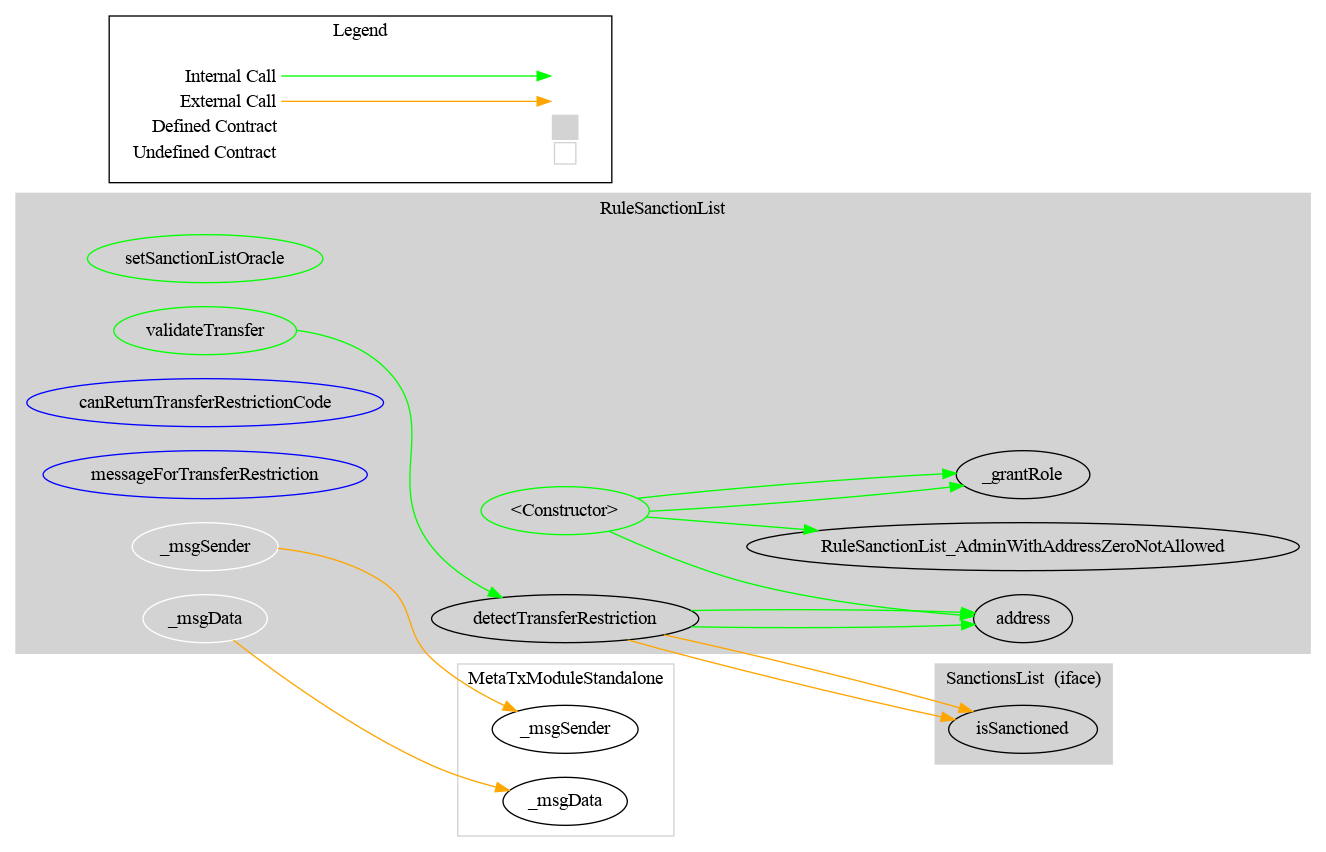 Legend
Internal Call
External Call
Defined Contract
Undefined Contract
RuleSanctionList
setSanctionListOracle
validateTransfer
canReturnTransferRestrictionCode
messageForTransferRestriction
_grantRole
<Constructor>
_msgSender
RuleSanctionList_AdminWithAddressZeroNotAllowed
_msgData
detectTransferRestriction
address
MetaTxModuleStandalone
SanctionsList  (iface)
_msgSender
isSanctioned
_msgData